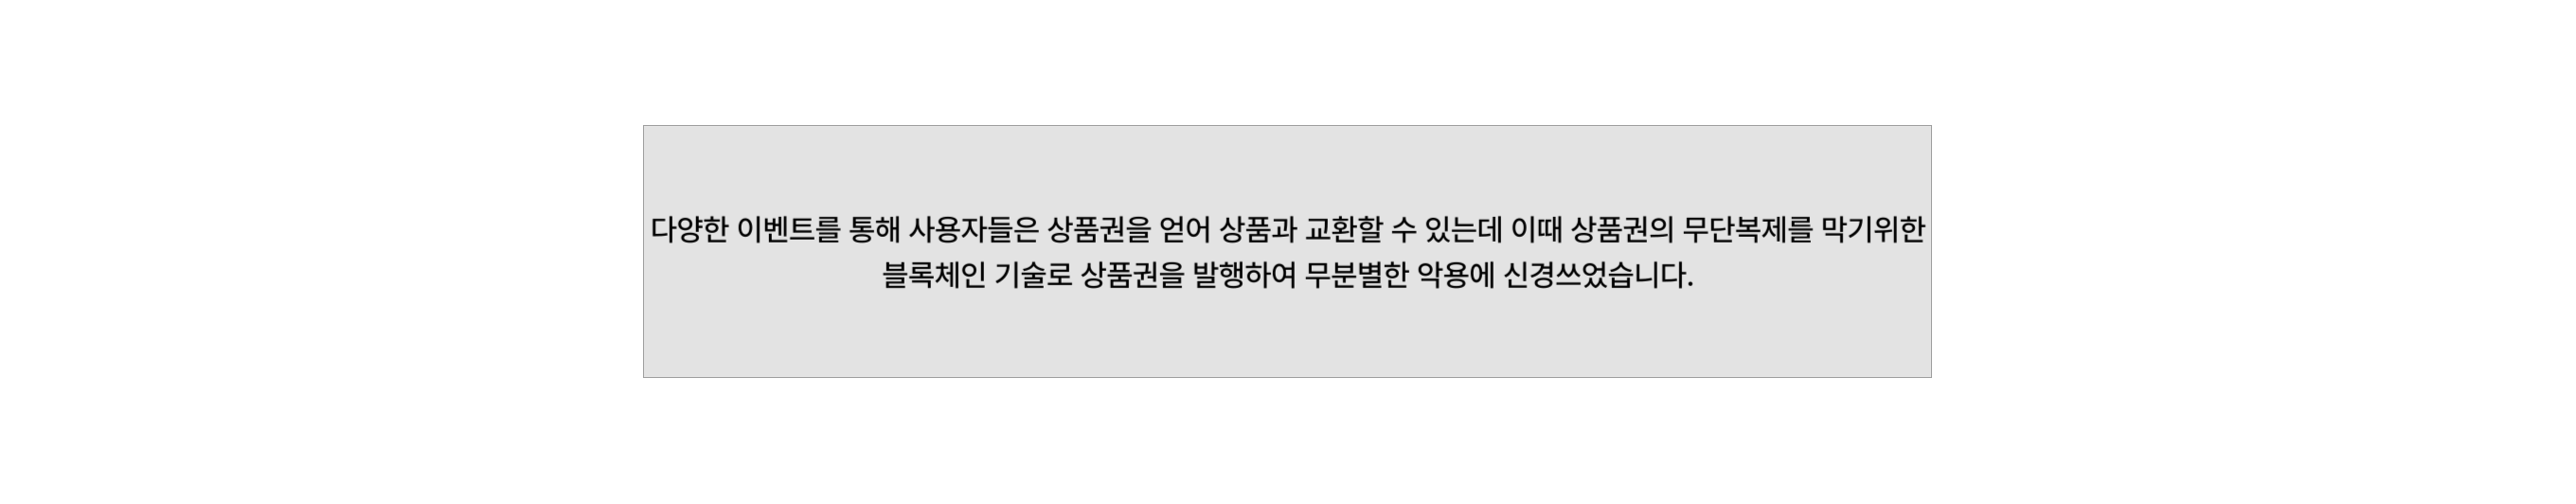 다양한 이벤트를 통해 사용자들은 상품권을 얻어 상품과 교환할 수 있는데 이때 상품권의 무단복제를 막기위한
블록체인 기술로 상품권을 발행하여 무분별한 악용에 신경쓰었습니다.